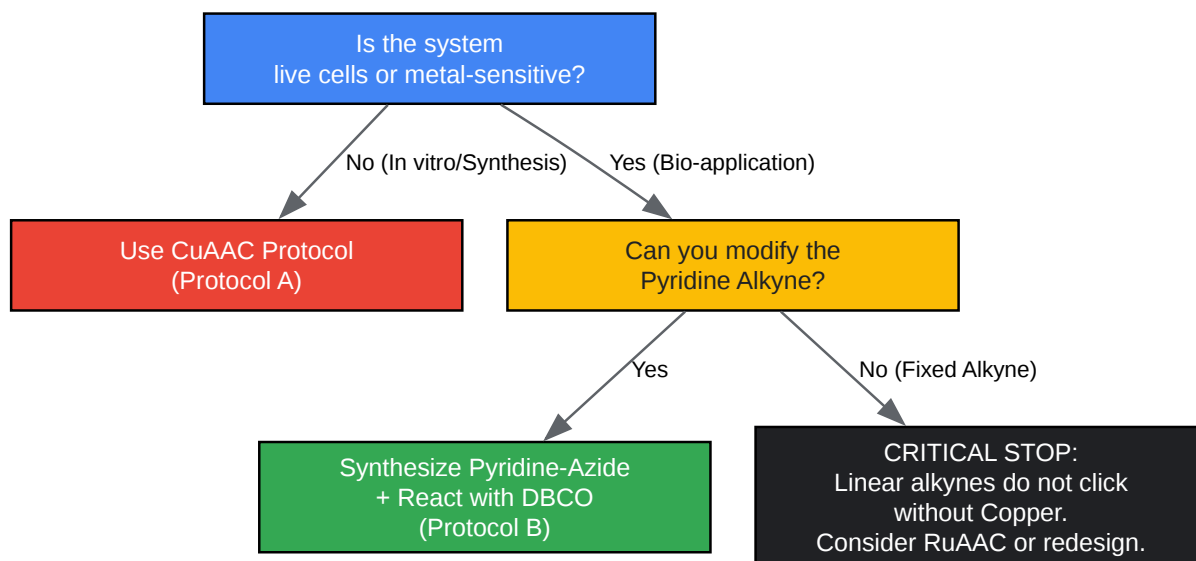 Is the system
live cells or metal-sensitive?
No (In vitro/Synthesis)
Yes (Bio-application)
Use CuAAC Protocol
(Protocol A)
Can you modify the
Pyridine Alkyne?
Yes
No (Fixed Alkyne)
Synthesize Pyridine-Azide
+ React with DBCO
(Protocol B)
CRITICAL STOP:
Linear alkynes do not click
without Copper.
Consider RuAAC or redesign.